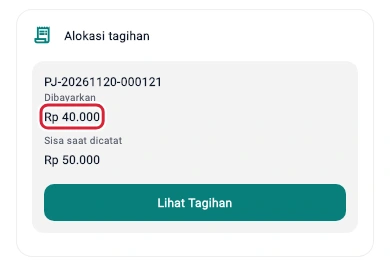 Alokasi tagihan
PJ-20261120-000121
Dibayarkan
Rp 40.000
Sisa saat dicatat
Rp 50.000
Lihat Tagihan